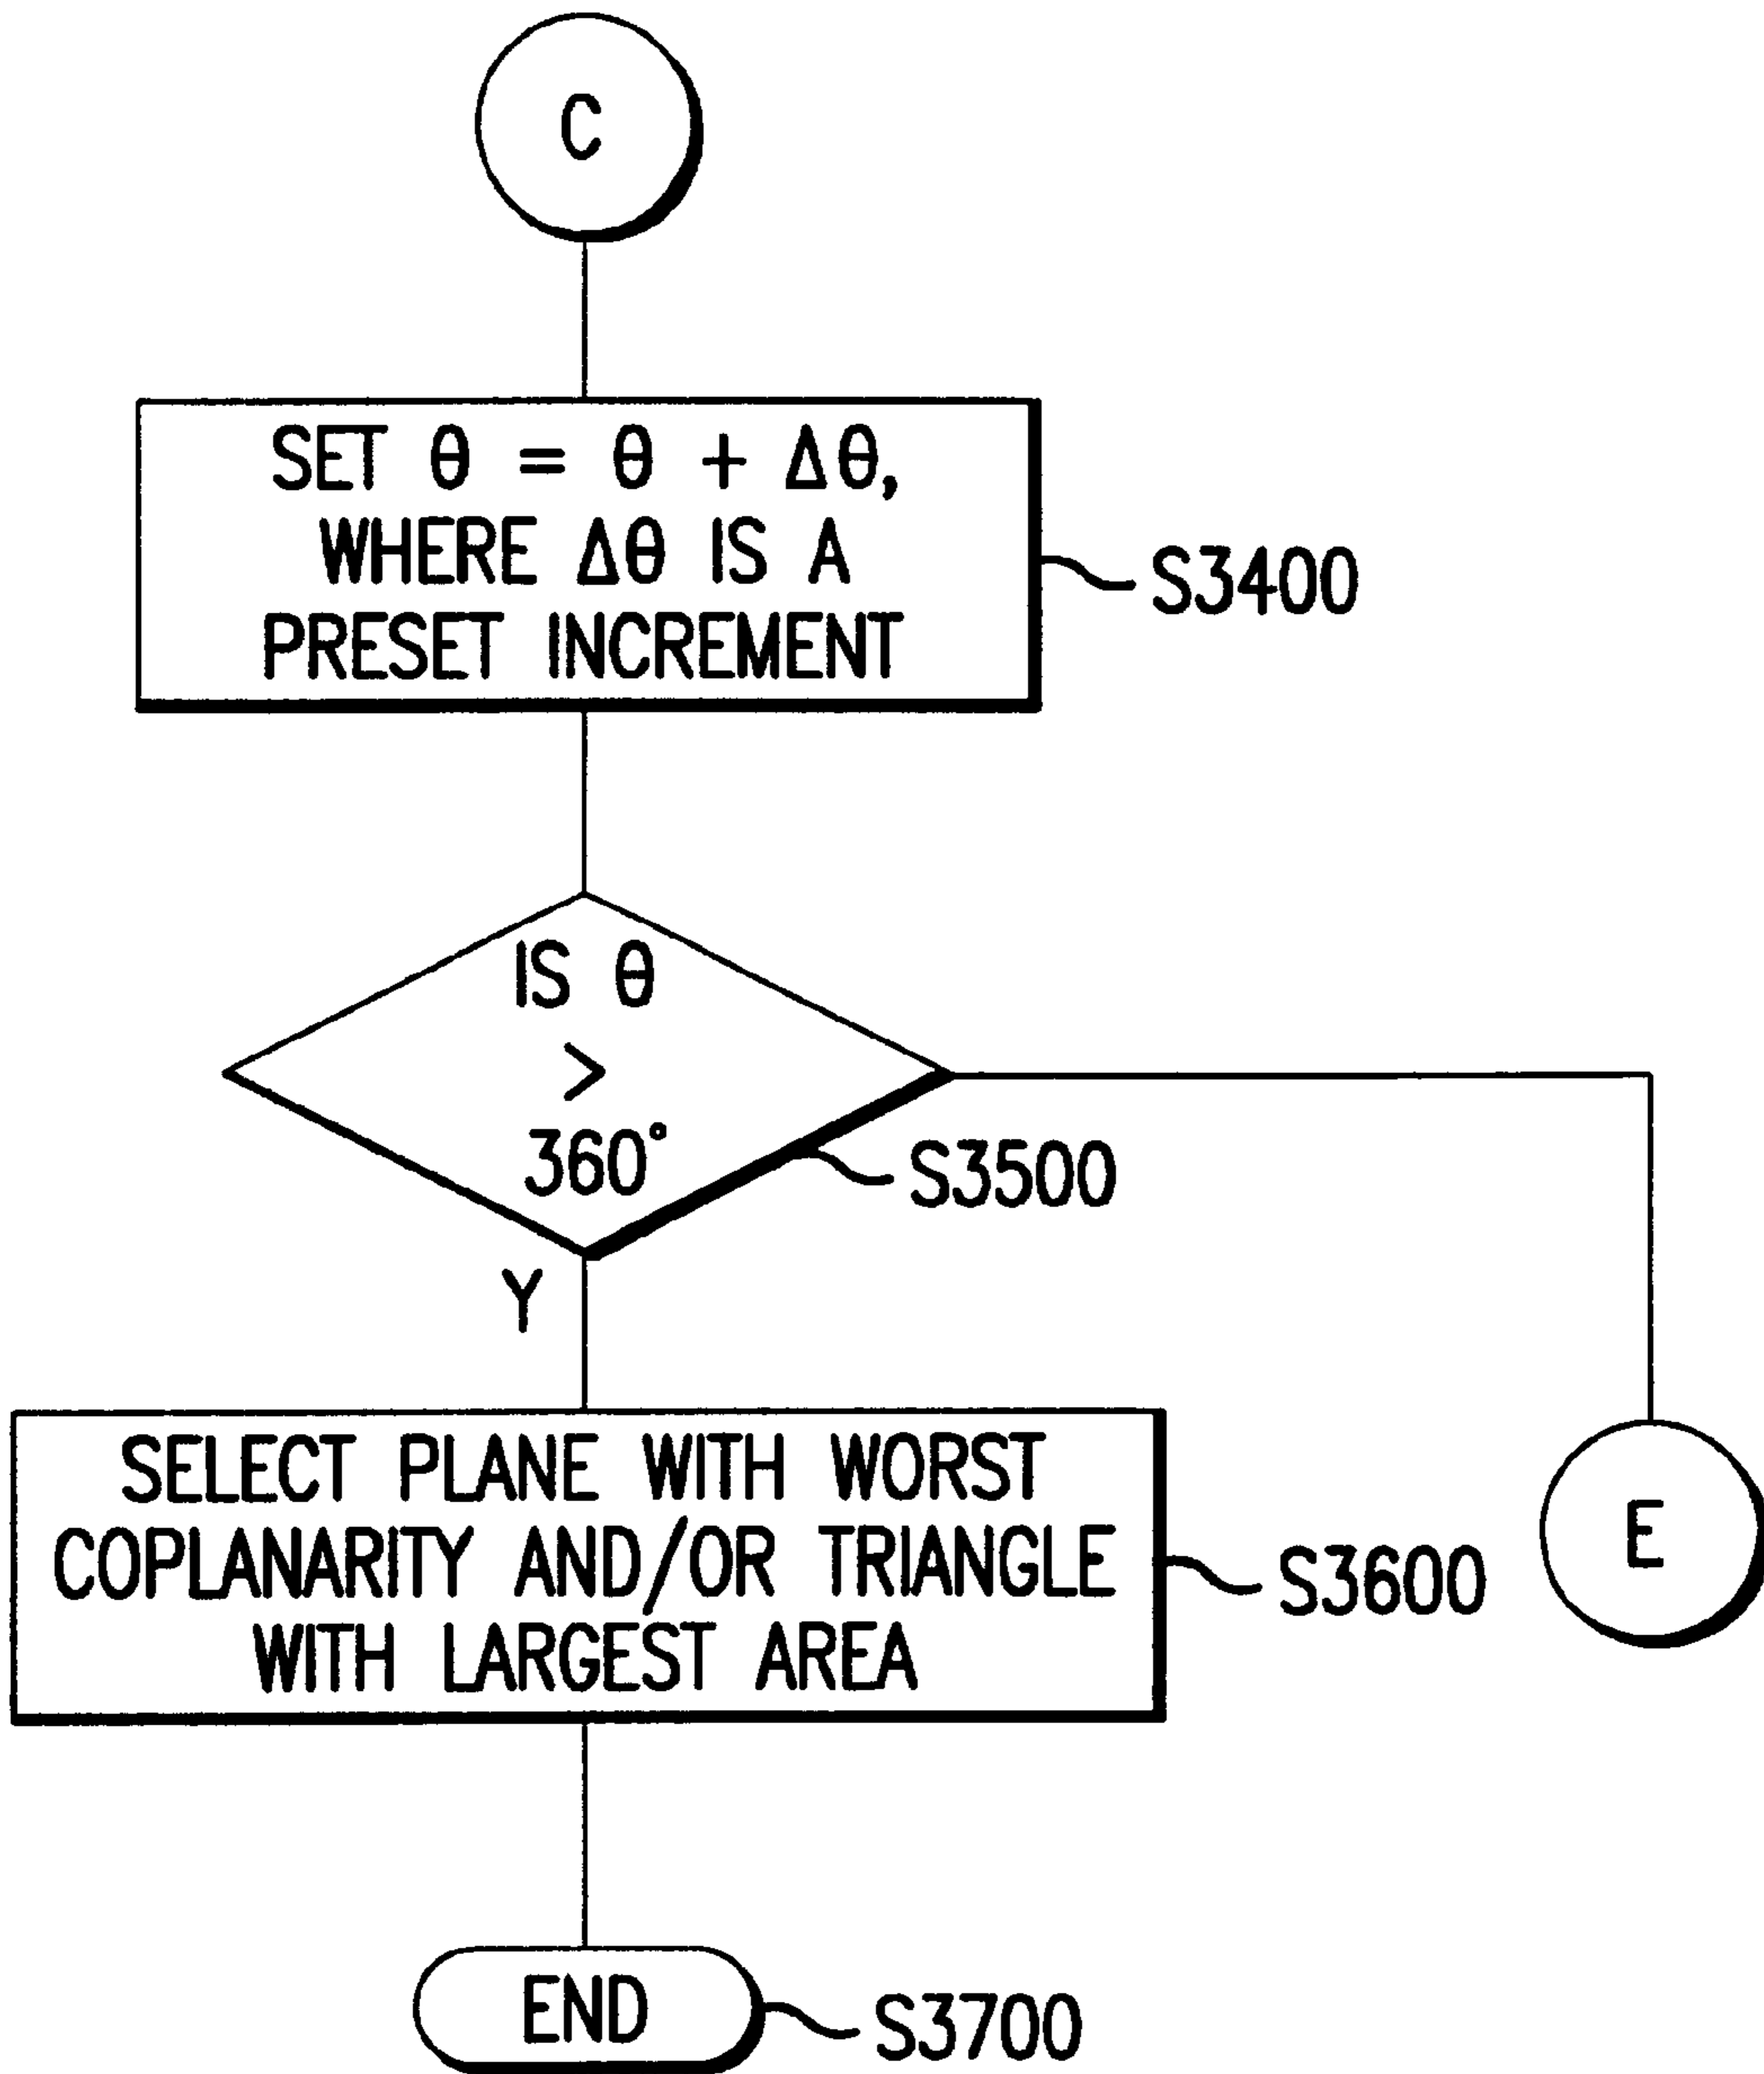 C
SET θ = θ + Δθ,
WHERE Δθ IS A
PRESET INCREMENT
S3400
IS θ
>
360°
S3500
Y
SELECT PLANE WITH WORST
COPLANARITY AND/OR TRIANGLE
WITH LARGEST AREA
S3600
E
END
S3700